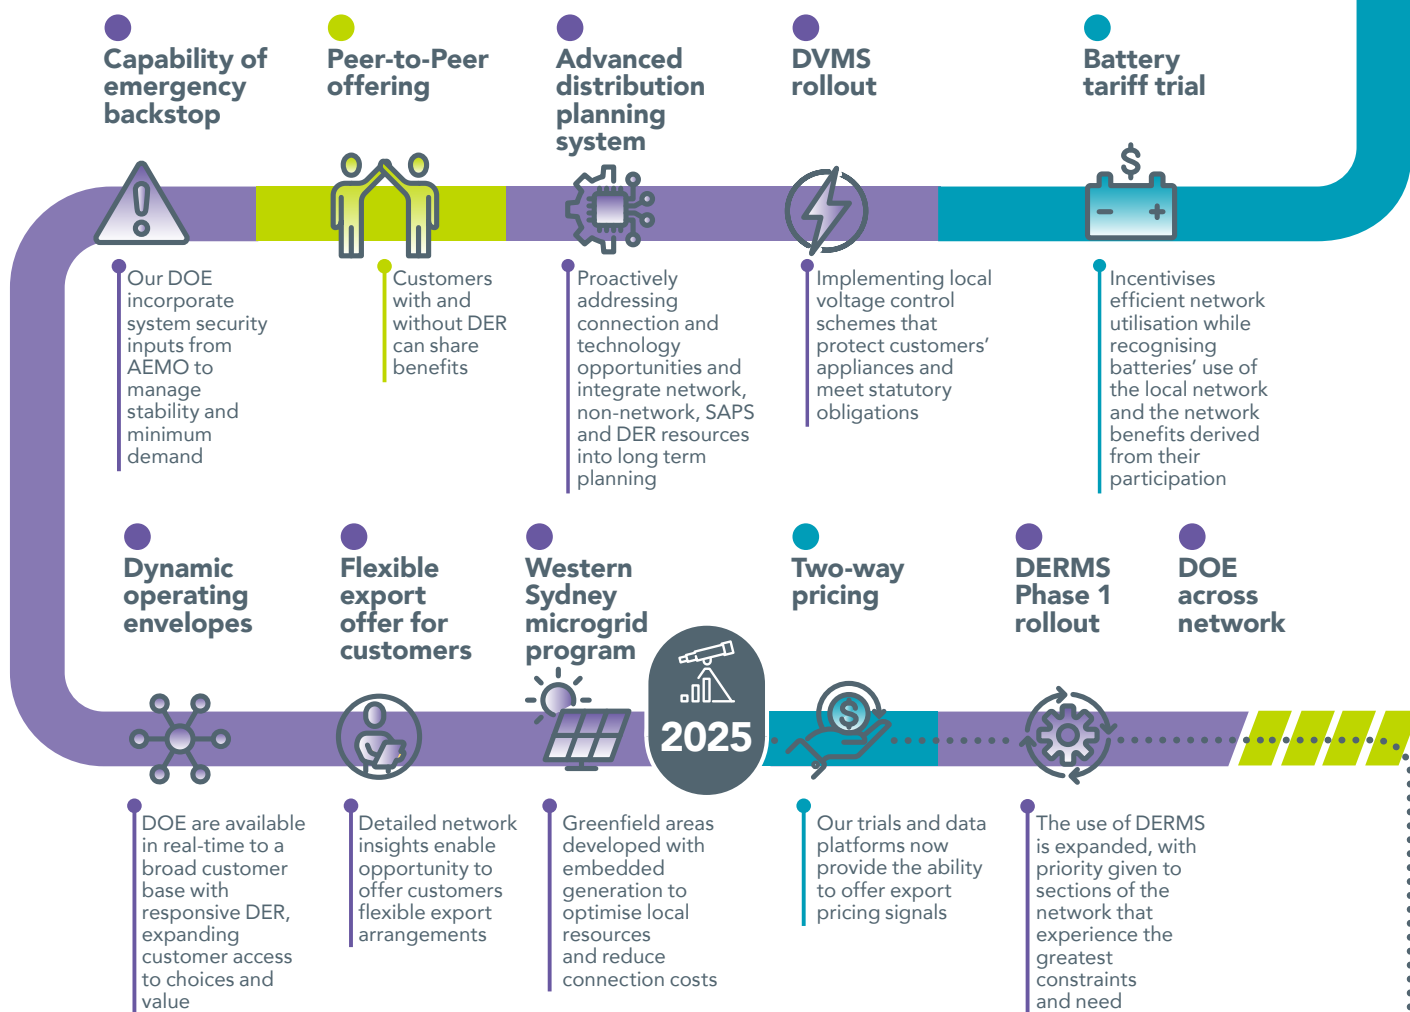 Capability of
emergency
backstop
Peer-to-Peer
offering
Advanced
distribution
planning
system
DVMS
rollout
Battery
tariff trial
$
Our DOE
incorporate
system security
inputs from
AEMO to
manage
stability and
minimum
demand
Customers
with and
without DER
can share
benefits
Proactively
addressing
connection and
technology
opportunities and
integrate network,
non-network, SAPS
and DER resources
into long term
planning
Implementing local
voltage control
schemes that
protect customers’
appliances and
meet statutory
obligations
Incentivises
efficient network
utilisation while
recognising
batteries’ use of
the local network
and the network
benefits derived
from their
participation
Dynamic
operating
envelopes
Flexible
export
offer for
customers
Western
Sydney
microgrid
program
2025
Two-way
pricing
$
DERMS
Phase 1
rollout
DOE
across
network
DOE are available
in real-time to a
broad customer
base with
responsive DER,
expanding
customer access
to choices and
value
Detailed network
insights enable
opportunity to
offer customers
flexible export
arrangements
Greenfield areas
developed with
embedded
generation to
optimise local
resources
and reduce
connection costs
Our trials and data
platforms now
provide the ability
to offer export
pricing signals
The use of DERMS
is expanded, with
priority given to
sections of the
network that
experience the
greatest
constraints
and need